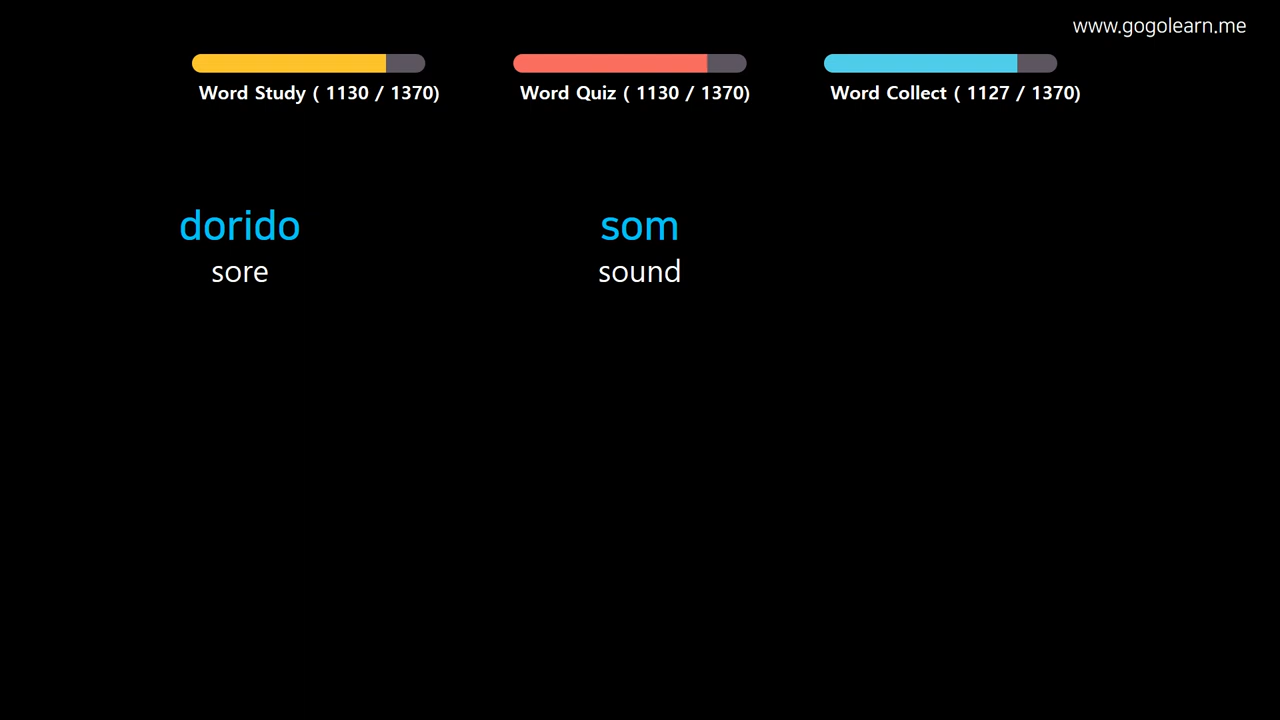 www.gogolearn.me
Word Study ( 1130 / 1370)
Word Quiz ( 1130 / 1370)
Word Collect ( 1127 / 1370)
dorido
sore
som
sound